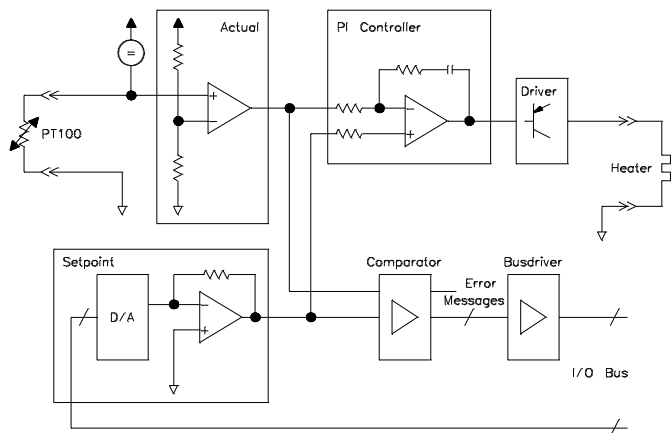 Actual
PI Controller
=
+
−
−
+
Driver
PT100
Heater
Setpoint
Comparator
Busdriver
Error
Messages
D/A
−
+
I/O Bus